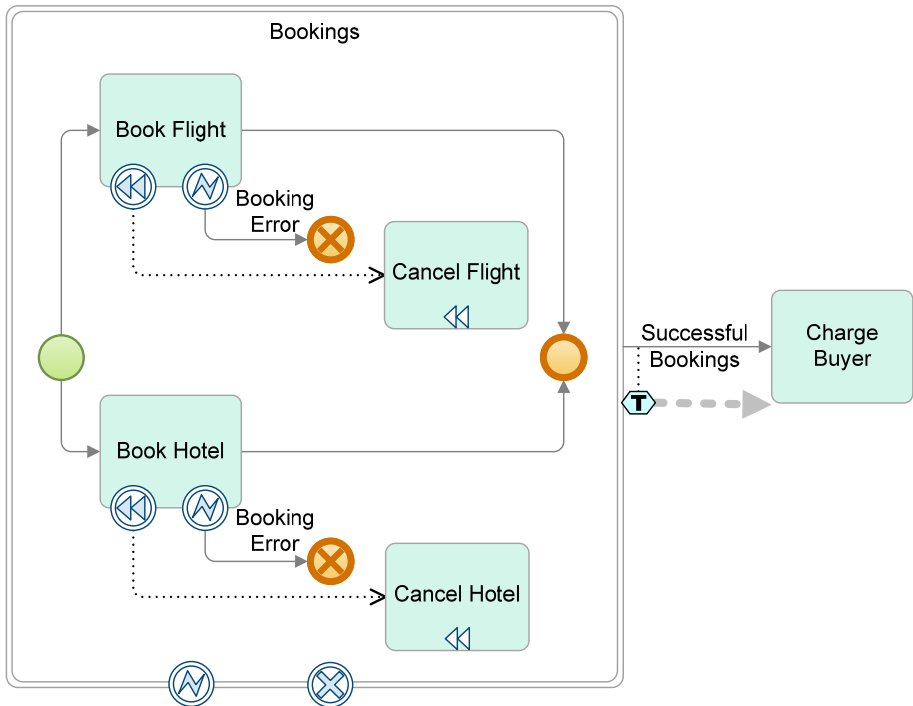 Bookings
Book Flight
Booking
Error
Cancel Flight
Successful
Bookings
Charge
Buyer
T
Book Hotel
Booking
Error
Cancel Hotel